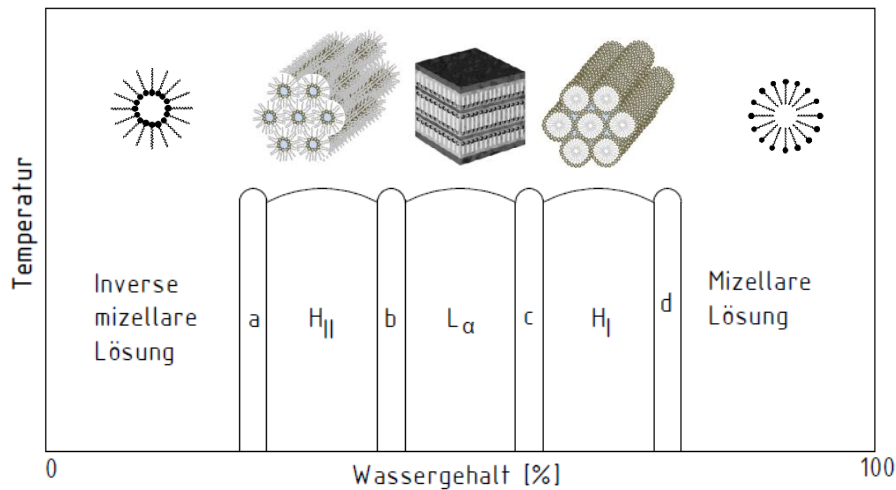 Temperatur
Inverse
mizellare
Lösung
a
H_II
b
L_α
c
H_I
d
Mizellare
Lösung
0
Wassergehalt [%]
100